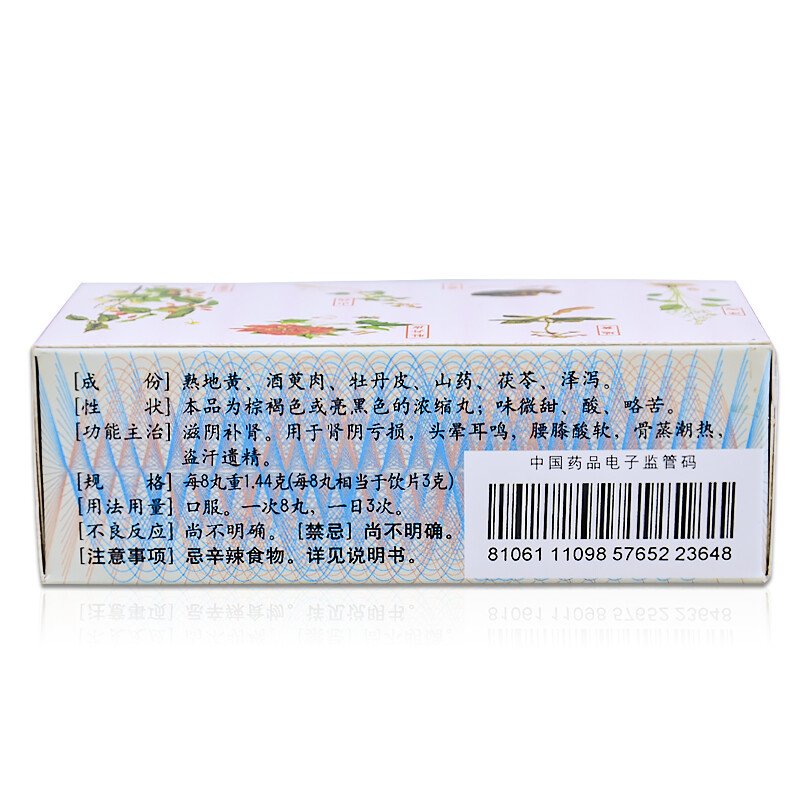 [成 份] 熟地黄、酒萸肉、牡丹皮、山药、茯苓、泽泻。
[性 状] 本品为棕褐色或亮黑色的浓缩丸；味微甜、酸、略苦。
[功能主治] 滋阴补肾。用于肾阴亏损，头晕耳鸣，腰膝酸软，骨蒸潮热，
盗汗遗精。
[规 格] 每8丸重1.44克(每8丸相当于饮片3克)
[用法用量] 口服。一次8丸，一日3次。
[不良反应] 尚不明确。[禁忌] 尚不明确。
[注意事项] 忌辛辣食物。详见说明书。
中国药品电子监管码
81061 11098 57652 23648